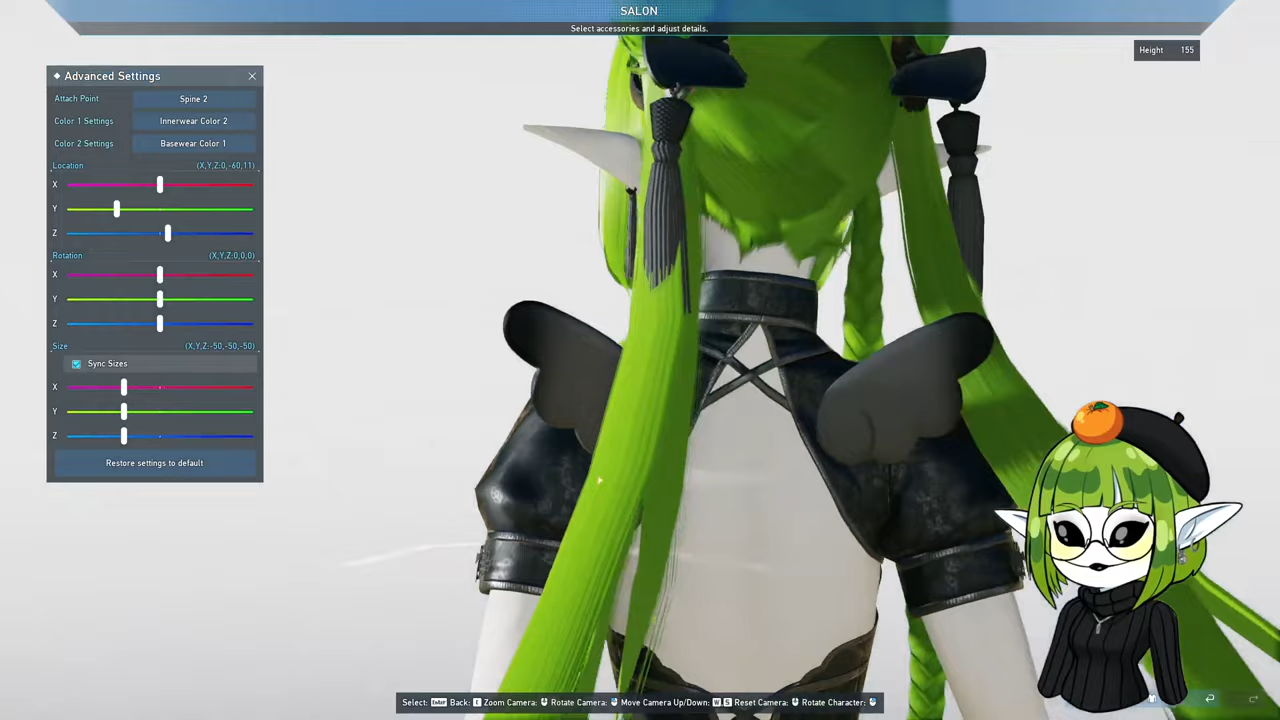 SALON
Select accessories and adjust details.
Height 155
Advanced Settings
Attach Point Spine 2
Color 1 Settings Innerwear Color 2
Color 2 Settings Basewear Color 1
Location (X,Y,Z:0,-60,11)
X
Y
Z
Rotation (X,Y,Z:0,0,0)
X
Y
Z
Size (X,Y,Z:-50,-50,-50)
Sync Sizes
X
Y
Z
Restore settings to default
Select: Enter Back: E Zoom Camera: Rotate Camera: Move Camera Up/Down: W S Reset Camera: Rotate Character: